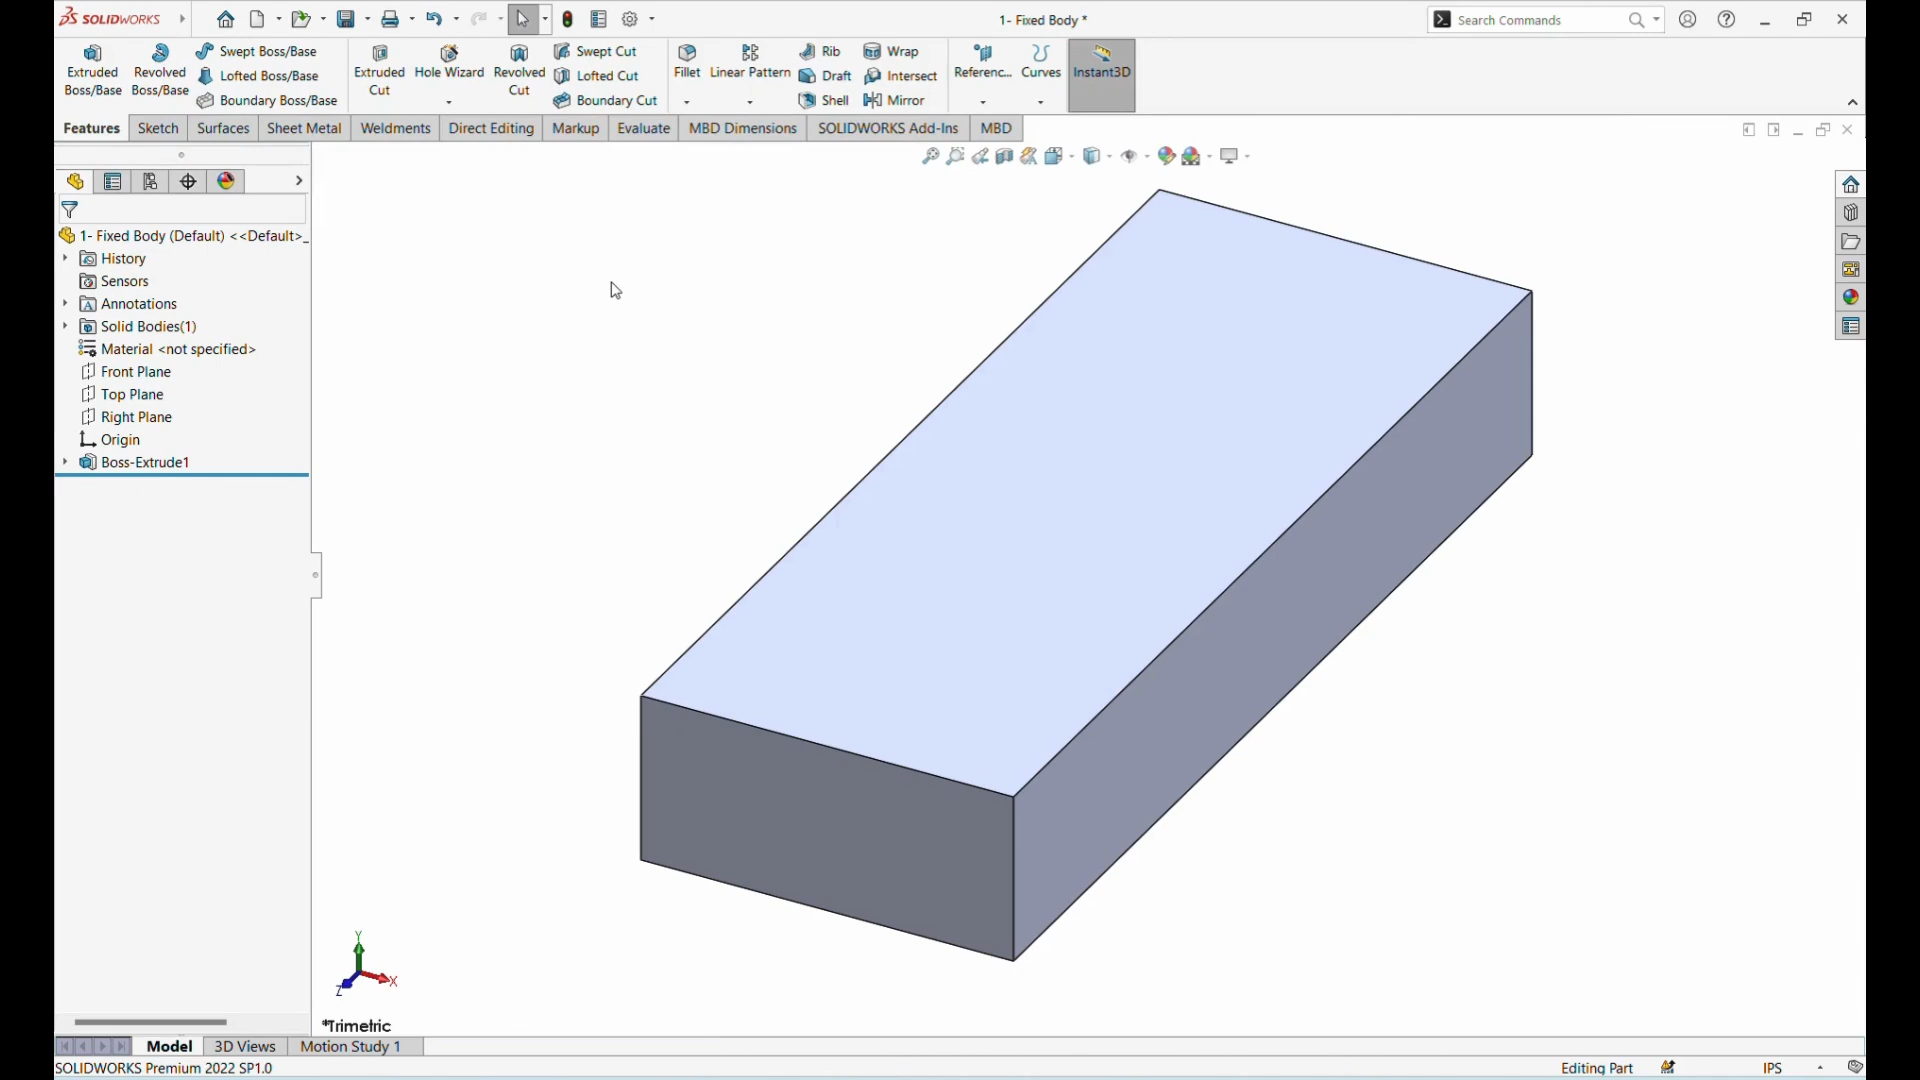 SOLIDWORKS
1- Fixed Body *
Search Commands
Extruded Boss/Base
Revolved Boss/Base
Swept Boss/Base
Lofted Boss/Base
Boundary Boss/Base
Extruded Cut
Hole Wizard
Revolved Cut
Swept Cut
Lofted Cut
Boundary Cut
Fillet
Linear Pattern
Rib
Draft
Shell
Wrap
Intersect
Mirror
Referenc...
Curves
Instant3D
Features
Sketch
Surfaces
Sheet Metal
Weldments
Direct Editing
Markup
Evaluate
MBD Dimensions
SOLIDWORKS Add-Ins
MBD
1- Fixed Body (Default) <<Default>_
History
Sensors
Annotations
Solid Bodies(1)
Material <not specified>
Front Plane
Top Plane
Right Plane
Origin
Boss-Extrude1
Y
X
Z
*Trimetric
Model
3D Views
Motion Study 1
SOLIDWORKS Premium 2022 SP1.0
Editing Part
IPS